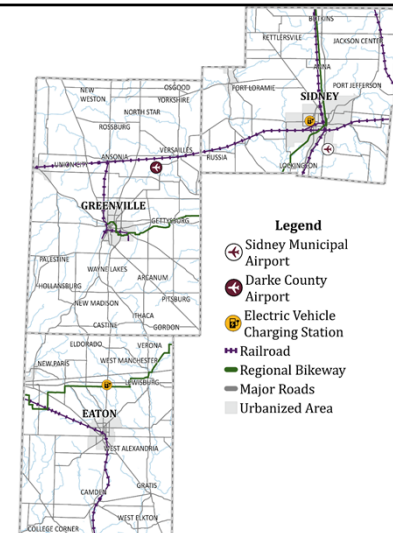 BOTKINS
KETTLERSVILLE
JACKSON CENTER
ANNA
FORT LORAMIE
PORT JEFFERSON
SIDNEY
LOCKINGTON
RUSSIA
NEW WESTON
OSGOOD
YORKSHIRE
NORTH STAR
ROSSBURG
VERSAILLES
ANSONIA
UNION CITY
GREENVILLE
GETTYSBURG
PALESTINE
WAYNE LAKES
ARCANUM
HOLLANSBURG
PITSBURG
NEW MADISON
ITHACA
CASTINE
GORDON
ELDORADO
VERONA
WEST MANCHESTER
NEW PARIS
LEWISBURG
EATON
WEST ALEXANDRIA
GRATIS
CAMDEN
WEST ELKTON
COLLEGE CORNER
Legend
Sidney Municipal
Airport
Darke County
Airport
Electric Vehicle
Charging Station
Railroad
Regional Bikeway
Major Roads
Urbanized Area